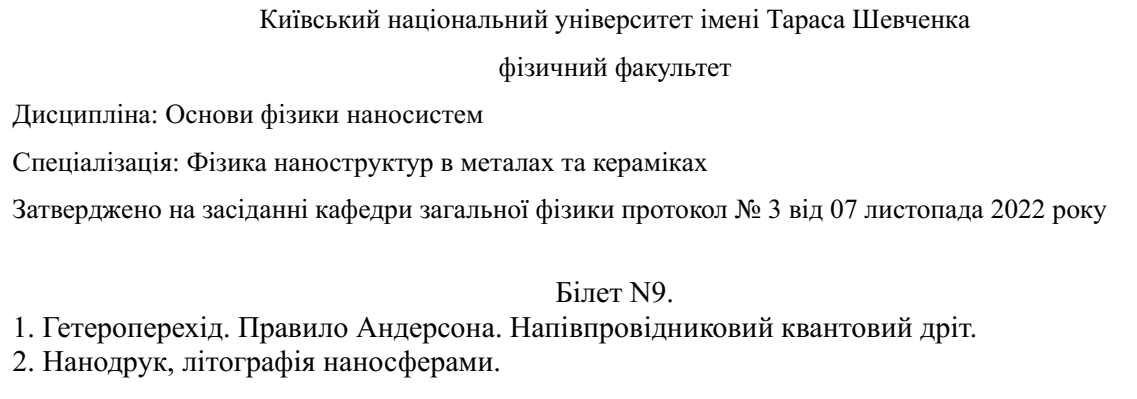 Київський національний університет імені Тараса Шевченка
фізичний факультет
Дисципліна: Основи фізики наносистем
Спеціалізація: Фізика наноструктур в металах та кераміках
Затверджено на засіданні кафедри загальної фізики протокол № 3 від 07 листопада 2022 року
Білет N9.
1. Гетероперехід. Правило Андерсона. Напівпровідниковий квантовий дріт.
2. Нанодрук, літографія наносферами.